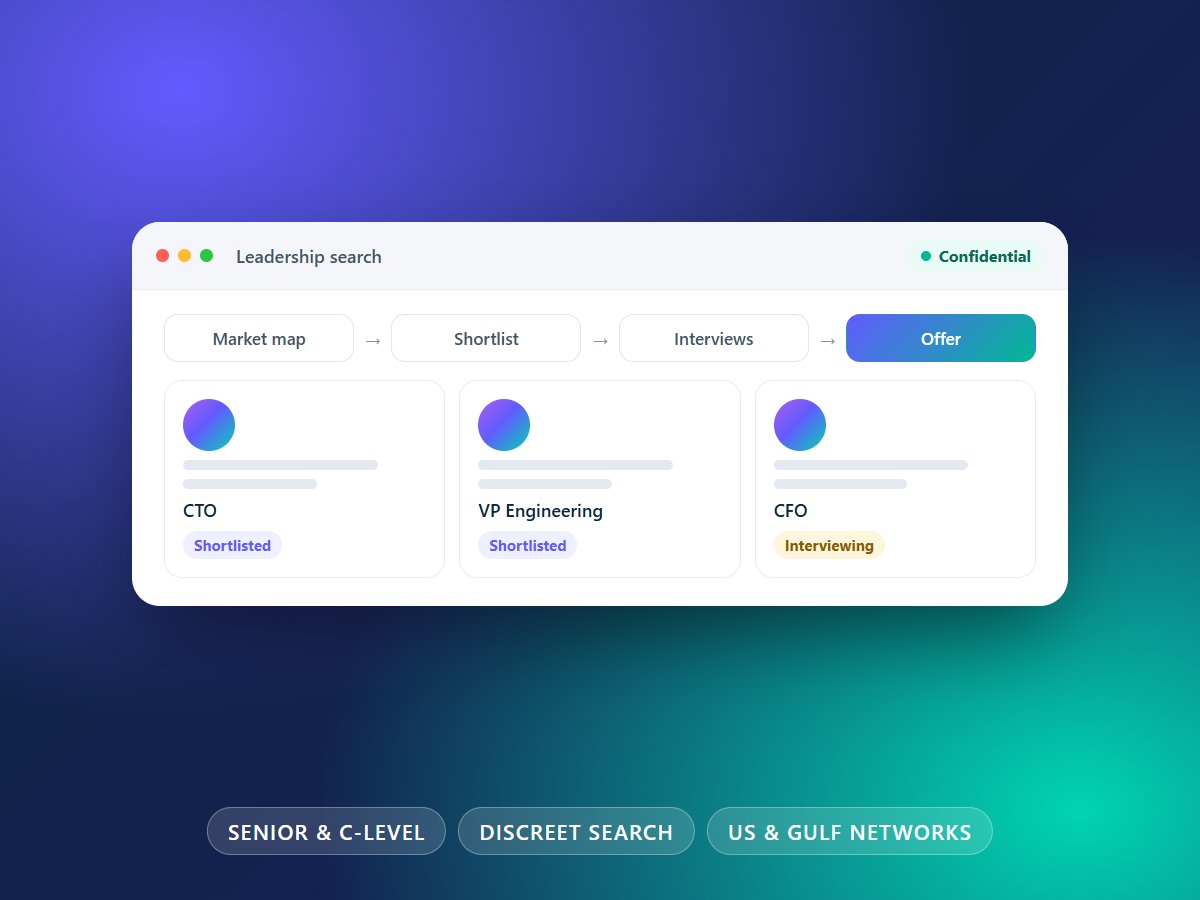 Leadership search
Confidential
Market map → Shortlist → Interviews → Offer
CTO
Shortlisted
VP Engineering
Shortlisted
CFO
Interviewing
SENIOR & C-LEVEL
DISCREET SEARCH
US & GULF NETWORKS